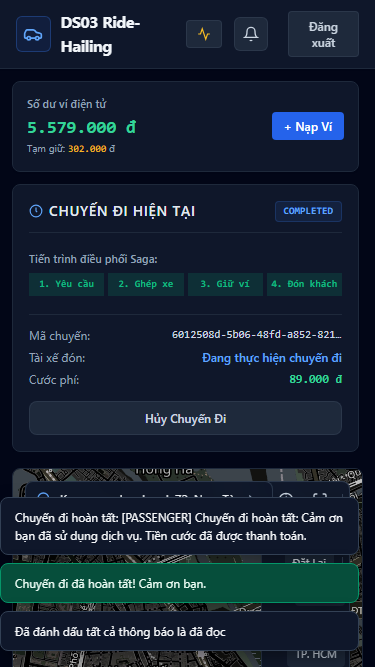 DS03 Ride-
Hailing
Đăng
xuất
Số dư ví điện tử
5.579.000 đ
Tạm giữ: 302.000 đ
+ Nạp Ví
CHUYẾN ĐI HIỆN TẠI
COMPLETED
Tiến trình điều phối Saga:
1. Yêu cầu
2. Ghép xe
3. Giữ ví
4. Đón khách
Mã chuyến:
6012508d-5b06-48fd-a852-821…
Tài xế đón:
Đang thực hiện chuyến đi
Cước phí:
89.000 đ
Hủy Chuyến Đi
Hồng Hà
Chuyến đi hoàn tất: [PASSENGER] Chuyến đi hoàn tất: Cảm ơn
bạn đã sử dụng dịch vụ. Tiền cước đã được thanh toán.
Đặt Lại
Chuyến đi đã hoàn tất! Cảm ơn bạn.
Đã đánh dấu tất cả thông báo là đã đọc
TP. HCM